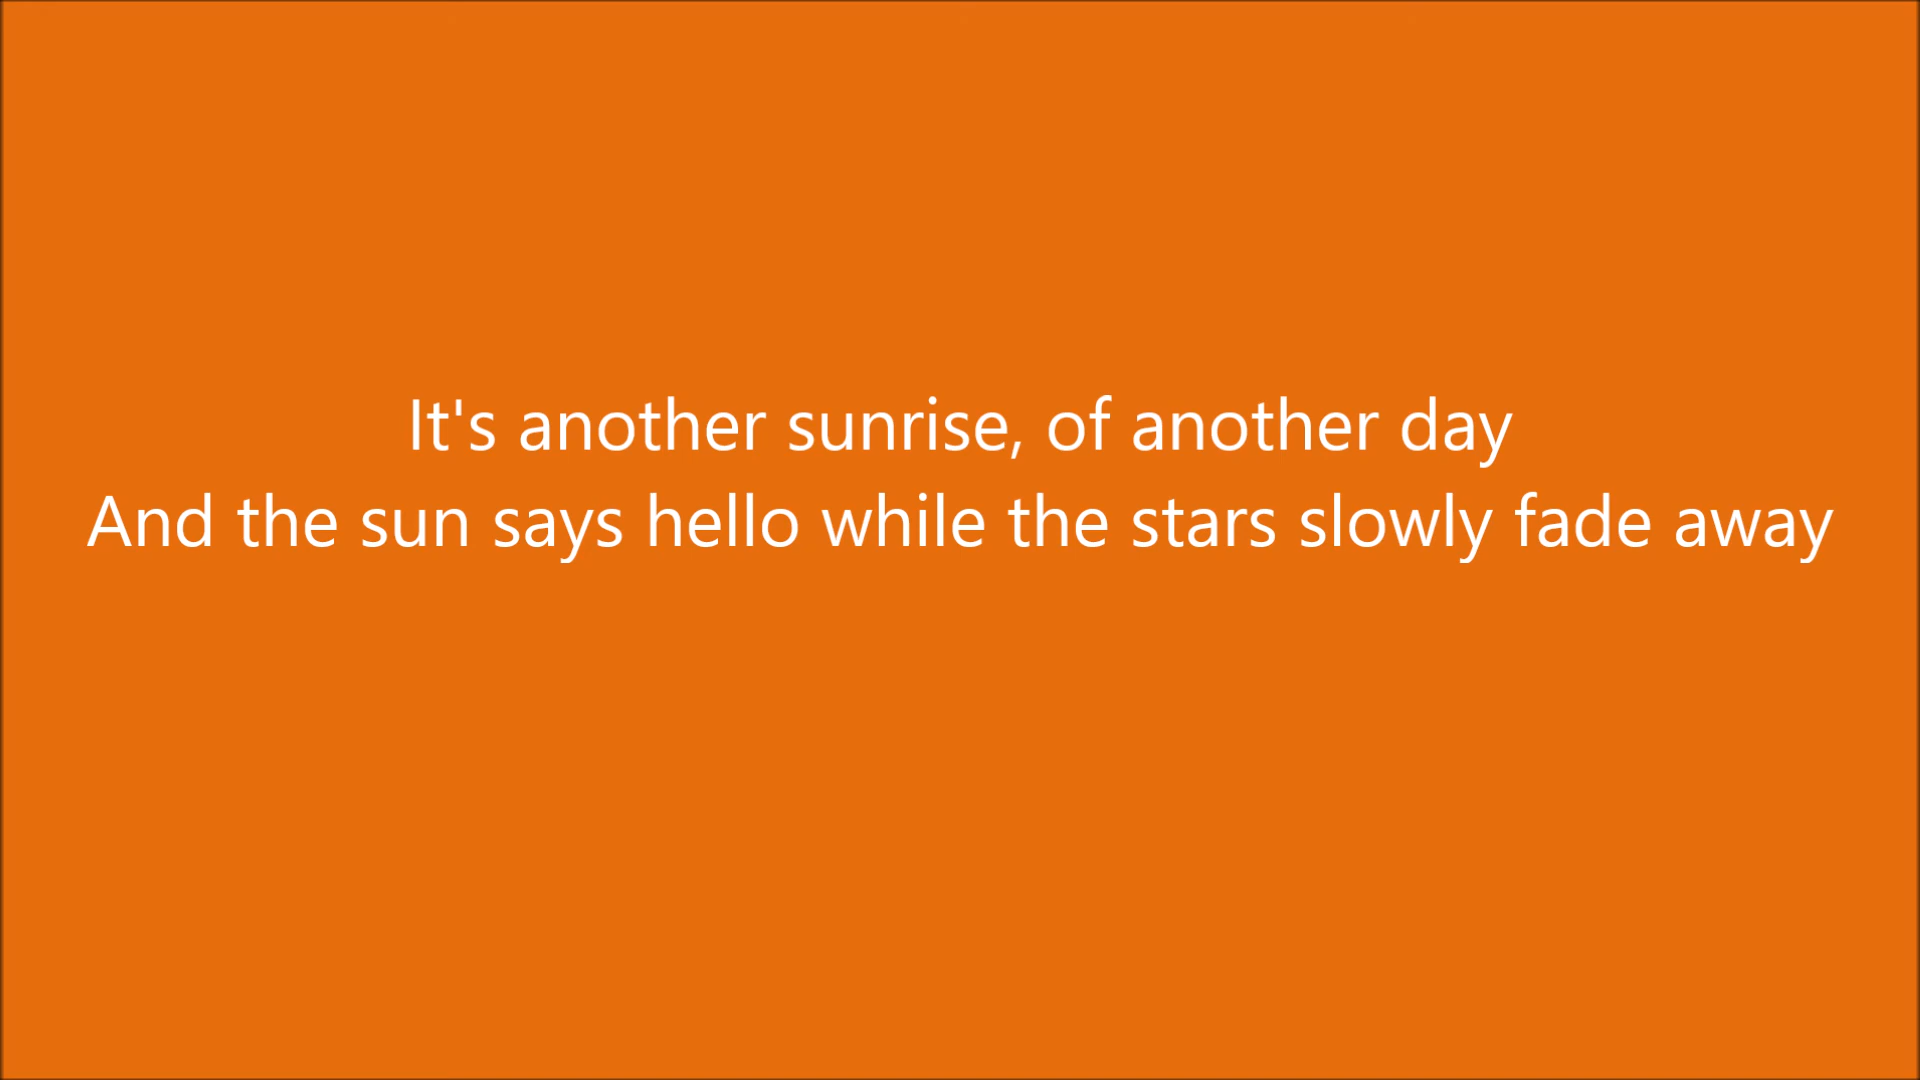 It's another sunrise, of another day
And the sun says hello while the stars slowly fade away